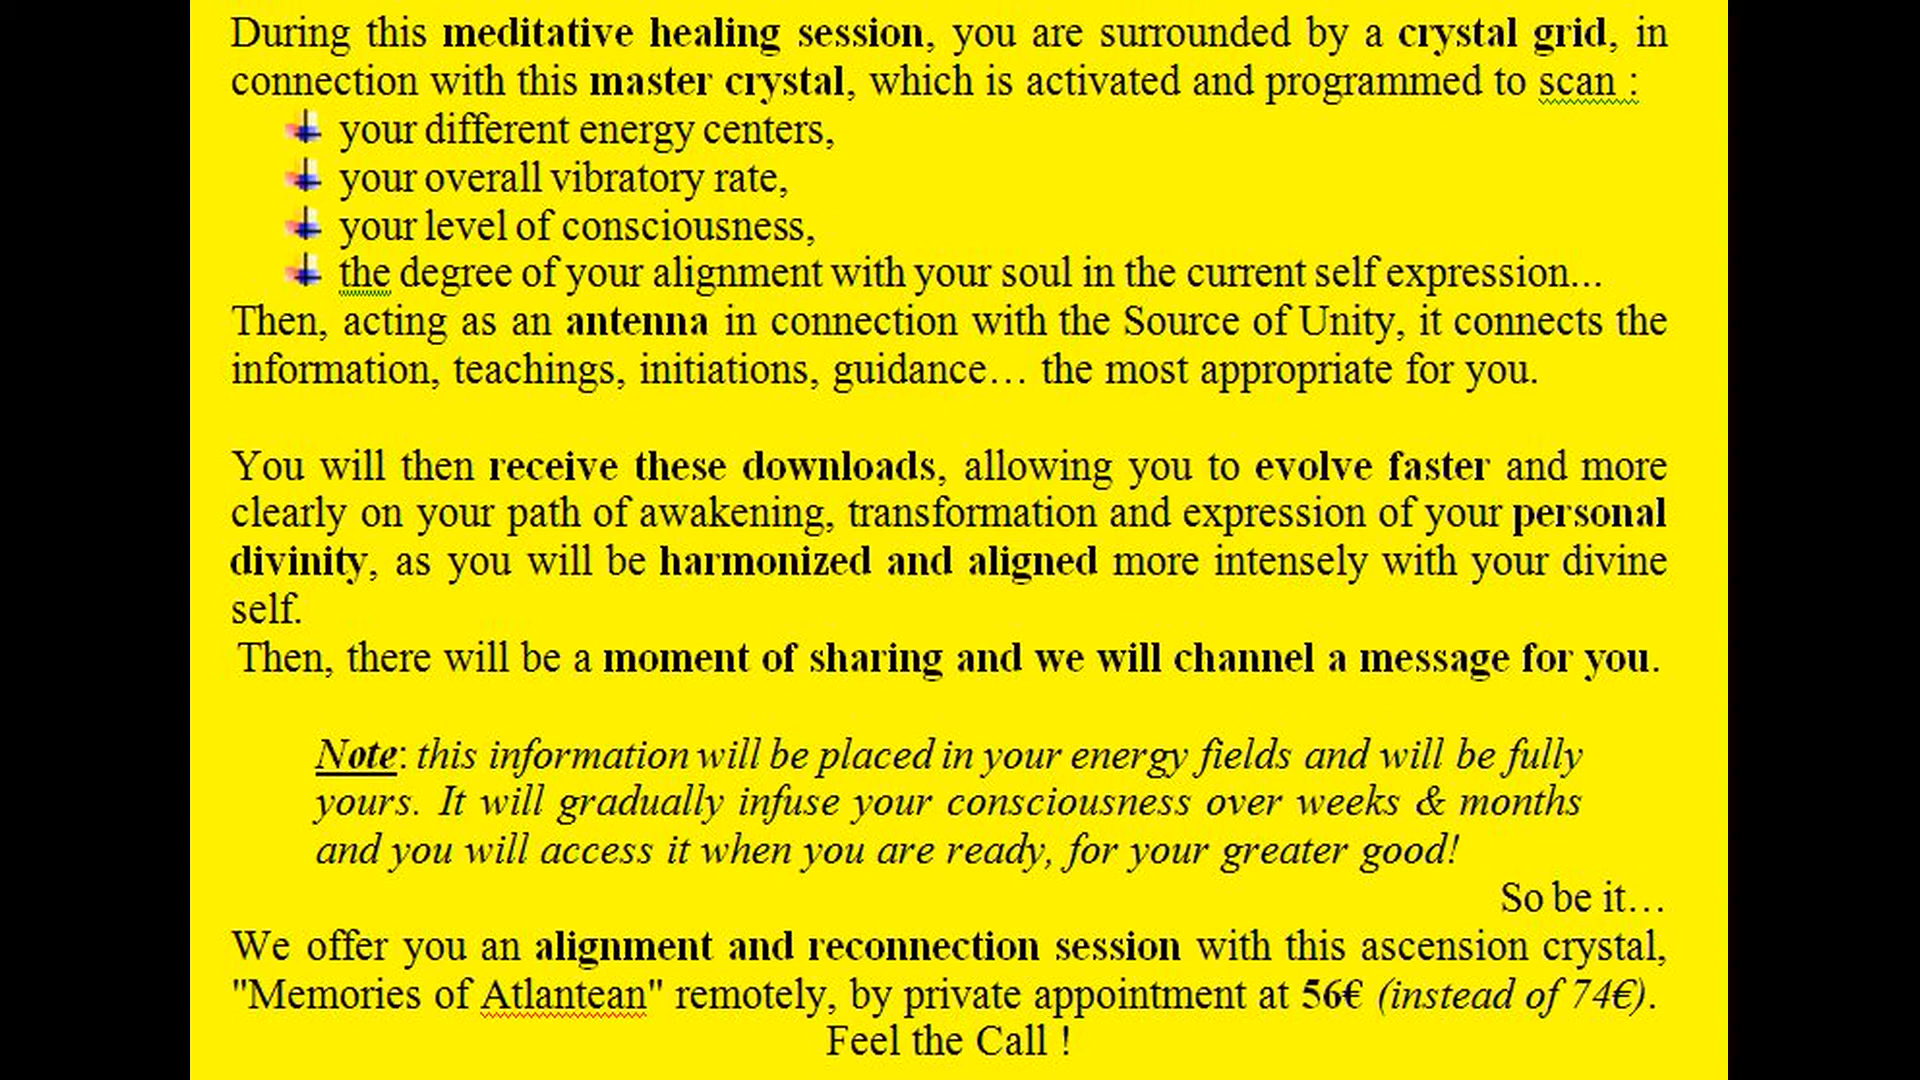 During this meditative healing session, you are surrounded by a crystal grid, in
connection with this master crystal, which is activated and programmed to scan :
your different energy centers,
your overall vibratory rate,
your level of consciousness,
the degree of your alignment with your soul in the current self expression...
Then, acting as an antenna in connection with the Source of Unity, it connects the
information, teachings, initiations, guidance… the most appropriate for you.
You will then receive these downloads, allowing you to evolve faster and more
clearly on your path of awakening, transformation and expression of your personal
divinity, as you will be harmonized and aligned more intensely with your divine
self.
Then, there will be a moment of sharing and we will channel a message for you.
Note: this information will be placed in your energy fields and will be fully
yours. It will gradually infuse your consciousness over weeks & months
and you will access it when you are ready, for your greater good!
So be it…
We offer you an alignment and reconnection session with this ascension crystal,
"Memories of Atlantean" remotely, by private appointment at 56€ (instead of 74€).
Feel the Call !